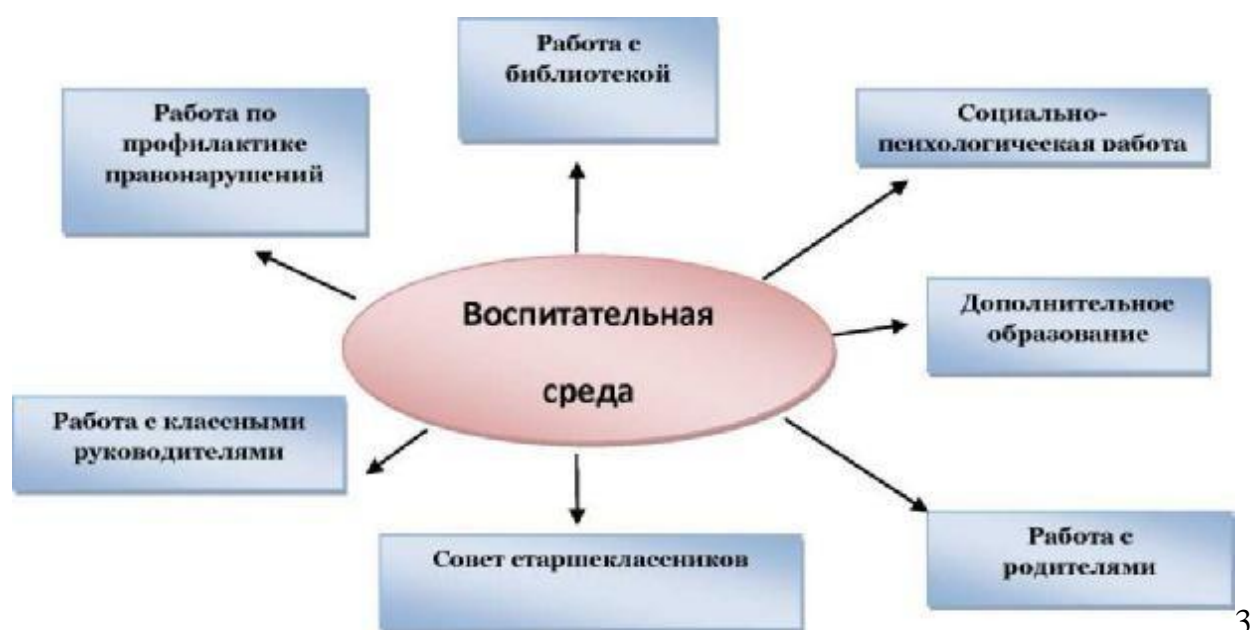 Работа с
библиотекой
Работа по
профилактике
правонарушений
Социально-
психологическая работа
Воспитательная
среда
Дополнительное
образование
Работа с классными
руководителями
Совет старшеклассников
Работа с
родителями
3